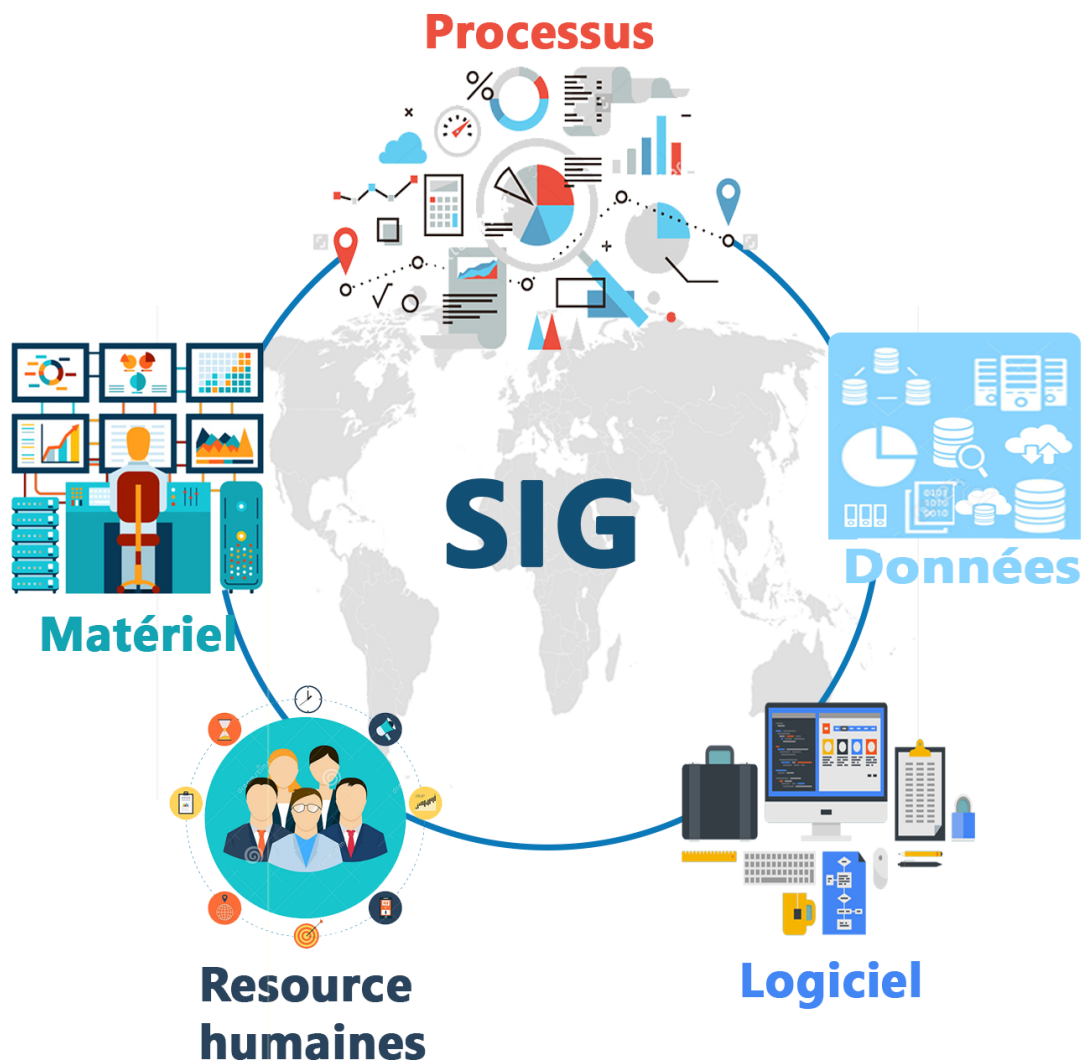 Processus
SIG
Données
Matériel
Logiciel
Resource
humaines